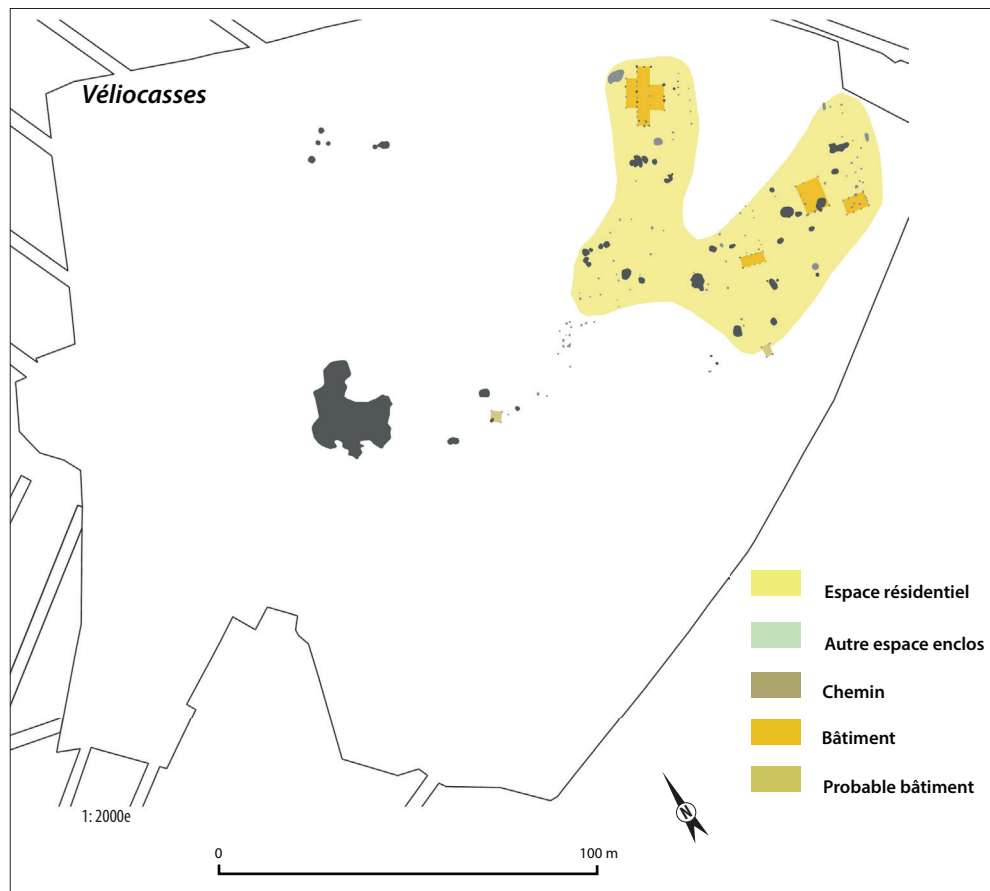 Véliocasses
Espace résidentiel
Autre espace enclos
Chemin
Bâtiment
Probable bâtiment
1: 2000e
N
0 100 m